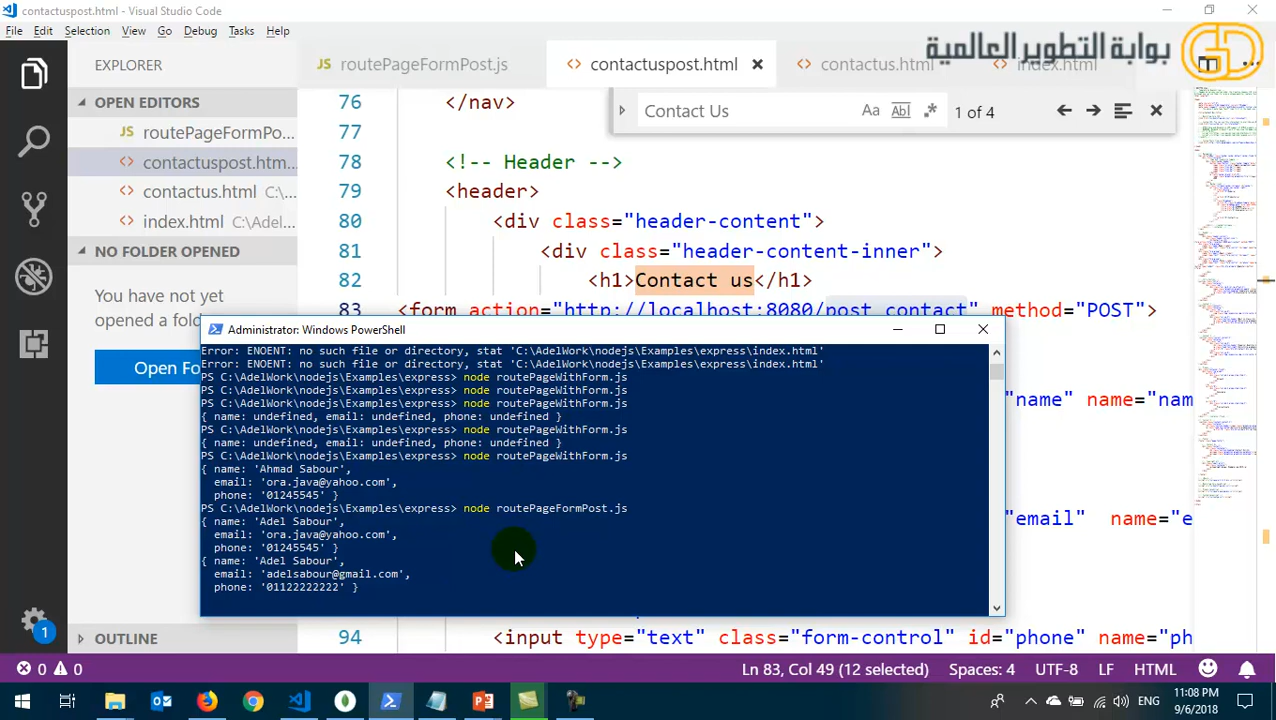 contactuspost.html - Visual Studio Code
File Edit Selection View Go Debug Tasks Help
EXPLORER
routePageFormPost.js
contactuspost.html
contactus.html
index.html
بوابة التطوير العالمية
GD
OPEN EDITORS
routePageFormPo...
contactuspost.htm...
contactus.html C:\...
index.html C:\Adel...
NO FOLDER OPENED
You have not yet
opened a folder
Open Fo
OUTLINE
Contact Us
Aa Abl .*
of 4
76 </nav>
77
78 <!-- Header -->
79 <header>
80 <div class="header-content">
81 <div class="header-content-inner">
82 <h1>Contact us</h1>
83 <form action="http://localhost:8080/post_contact" method="POST">
"name" name="nam
"email" name="e
94 <input type="text" class="form-control" id="phone" name="ph
Administrator: Windows PowerShell
Error: ENOENT: no such file or directory, stat 'C:\AdelWork\nodejs\Examples\express\index.html'
Error: ENOENT: no such file or directory, stat 'C:\AdelWork\nodejs\Examples\express\index.html'
PS C:\AdelWork\nodejs\Examples\express> node routePageWithForm.js
PS C:\AdelWork\nodejs\Examples\express> node routePageWithForm.js
PS C:\AdelWork\nodejs\Examples\express> node routePageWithForm.js
{ name: undefined, email: undefined, phone: undefined }
PS C:\AdelWork\nodejs\Examples\express> node routePageWithForm.js
{ name: undefined, email: undefined, phone: undefined }
PS C:\AdelWork\nodejs\Examples\express> node routePageWithForm.js
{ name: 'Ahmad Sabour',
email: 'ora.java@yahoo.com',
phone: '01245545' }
PS C:\AdelWork\nodejs\Examples\express> node routePageFormPost.js
{ name: 'Adel Sabour',
email: 'ora.java@yahoo.com',
phone: '01245545' }
{ name: 'Adel Sabour',
email: 'adelsabour@gmail.com',
phone: '01122222222' }
1
0 0
Ln 83, Col 49 (12 selected) Spaces: 4 UTF-8 LF HTML
ENG
11:08 PM
9/6/2018